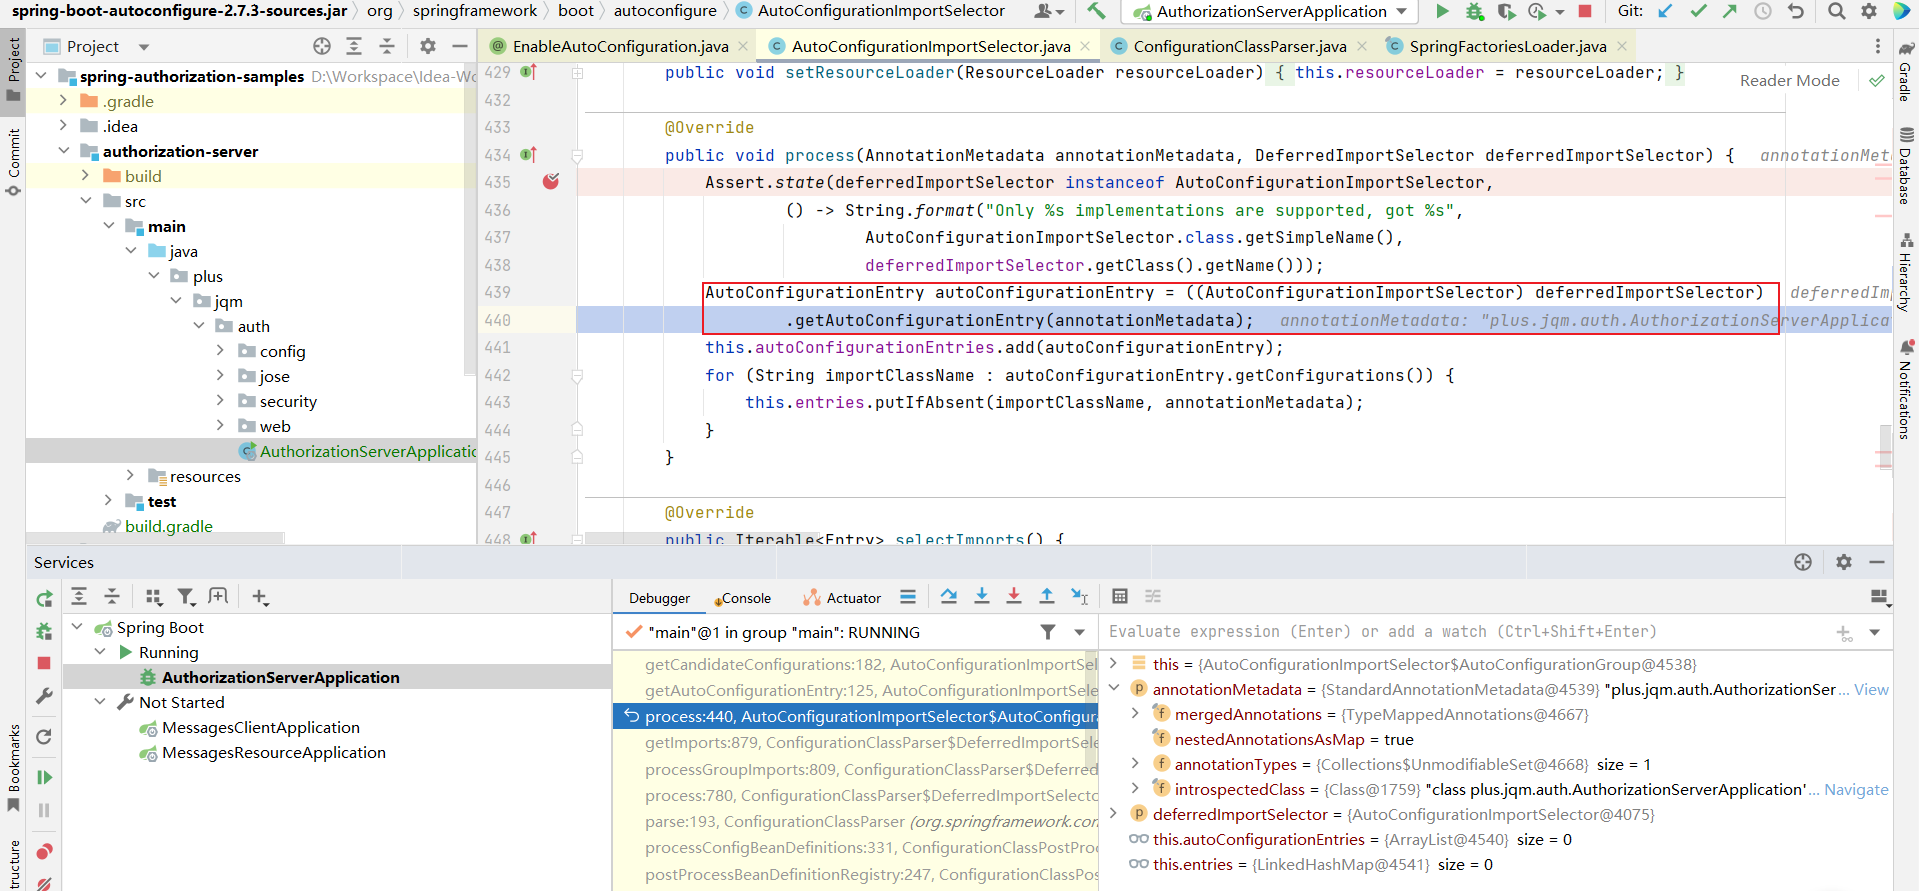 spring-boot-autoconfigure-2.7.3-sources.jar org springframework boot autoconfigure AutoConfigurationImportSelector AuthorizationServerApplication Git:
Project
EnableAutoConfiguration.java AutoConfigurationImportSelector.java ConfigurationClassParser.java SpringFactoriesLoader.java
Project
Commit
Bookmarks
tructure
Gradle
Database
Hierarchy
Notifications
spring-authorization-samples D:\Workspace\Idea-Wo
.gradle
.idea
authorization-server
build
src
main
java
plus
jqm
auth
config
jose
security
web
AuthorizationServerApplicatio
resources
test
build.gradle
Reader Mode
429 public void setResourceLoader(ResourceLoader resourceLoader) { this.resourceLoader = resourceLoader; }
432
433 @Override
434 public void process(AnnotationMetadata annotationMetadata, DeferredImportSelector deferredImportSelector) { annotationMeta
435 Assert.state(deferredImportSelector instanceof AutoConfigurationImportSelector,
436 () -> String.format("Only %s implementations are supported, got %s",
437 AutoConfigurationImportSelector.class.getSimpleName(),
438 deferredImportSelector.getClass().getName()));
439 AutoConfigurationEntry autoConfigurationEntry = ((AutoConfigurationImportSelector) deferredImportSelector) deferredIm
440 .getAutoConfigurationEntry(annotationMetadata); annotationMetadata: "plus.jqm.auth.AuthorizationServerApplica
441 this.autoConfigurationEntries.add(autoConfigurationEntry);
442 for (String importClassName : autoConfigurationEntry.getConfigurations()) {
443 this.entries.putIfAbsent(importClassName, annotationMetadata);
444 }
445 }
446
447 @Override
448 public Iterable<Entry> selectImports() {
Services
Debugger Console Actuator
Spring Boot
Running
AuthorizationServerApplication
Not Started
MessagesClientApplication
MessagesResourceApplication
"main"@1 in group "main": RUNNING
getCandidateConfigurations:182, AutoConfigurationImportSel
getAutoConfigurationEntry:125, AutoConfigurationImportSele
process:440, AutoConfigurationImportSelector$AutoConfigura
getImports:879, ConfigurationClassParser$DeferredImportSele
processGroupImports:809, ConfigurationClassParser$Deferred
process:780, ConfigurationClassParser$DeferredImportSelecto
parse:193, ConfigurationClassParser (org.springframework.con
processConfigBeanDefinitions:331, ConfigurationClassPostProc
postProcessBeanDefinitionRegistry:247, ConfigurationClassPos
Evaluate expression (Enter) or add a watch (Ctrl+Shift+Enter)
this = {AutoConfigurationImportSelector$AutoConfigurationGroup@4538}
annotationMetadata = {StandardAnnotationMetadata@4539} "plus.jqm.auth.AuthorizationSer ... View
mergedAnnotations = {TypeMappedAnnotations@4667}
nestedAnnotationsAsMap = true
annotationTypes = {Collections$UnmodifiableSet@4668} size = 1
introspectedClass = {Class@1759} "class plus.jqm.auth.AuthorizationServerApplication"... Navigate
deferredImportSelector = {AutoConfigurationImportSelector@4075}
this.autoConfigurationEntries = {ArrayList@4540} size = 0
this.entries = {LinkedHashMap@4541} size = 0